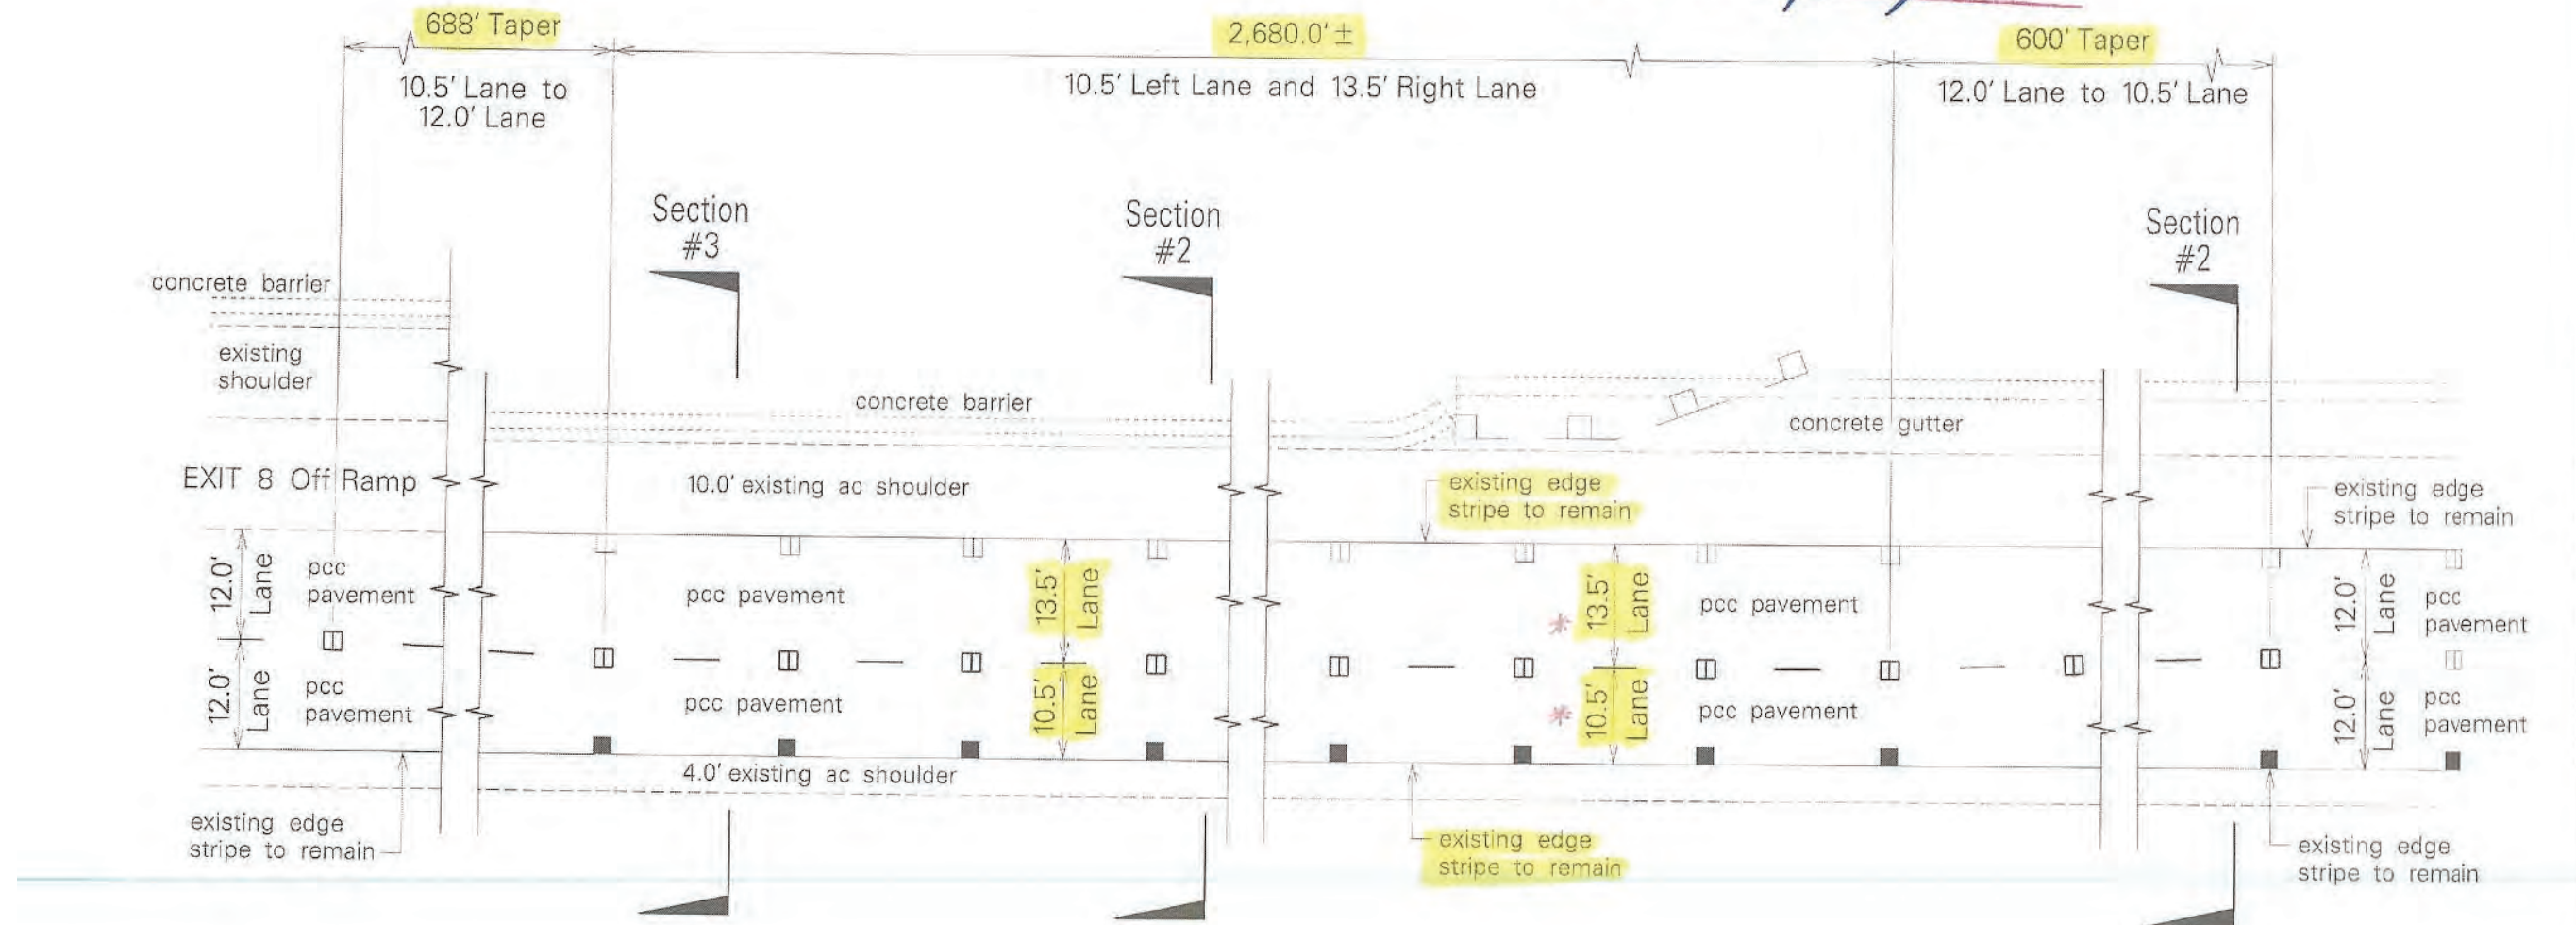 688' Taper
2,680.0' ±
600' Taper
10.5' Lane to
12.0' Lane
10.5' Left Lane and 13.5' Right Lane
12.0' Lane to 10.5' Lane
Section
#3
Section
#2
Section
#2
concrete barrier
existing
shoulder
concrete barrier
concrete gutter
EXIT 8 Off Ramp
10.0' existing ac shoulder
existing edge
stripe to remain
existing edge
stripe to remain
12.0'
Lane
pcc
pavement
pcc pavement
13.5'
Lane
* 13.5'
Lane
pcc pavement
12.0'
Lane
pcc
pavement
12.0'
Lane
pcc
pavement
pcc pavement
10.5'
Lane
* 10.5'
Lane
pcc pavement
12.0'
Lane
pcc
pavement
4.0' existing ac shoulder
existing edge
stripe to remain
existing edge
stripe to remain
existing edge
stripe to remain